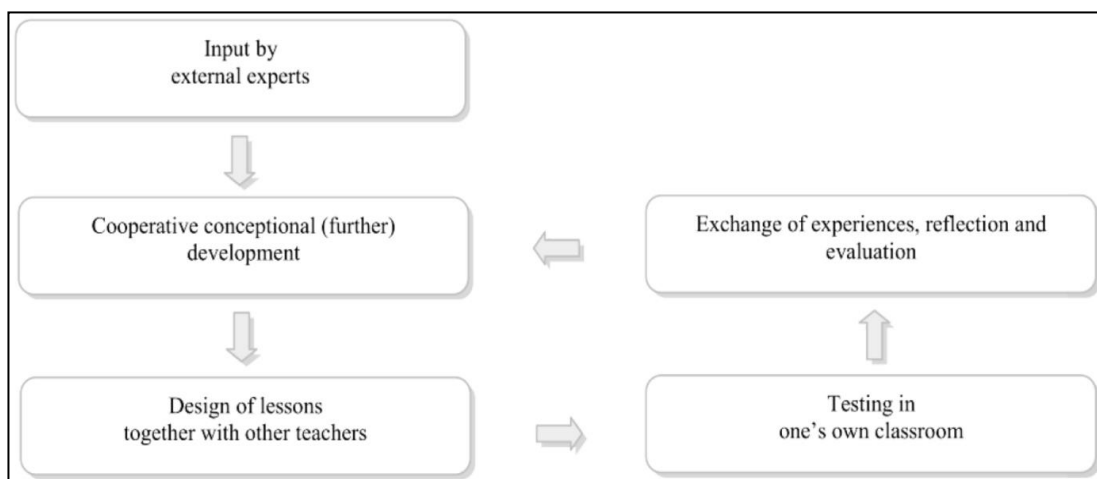 Input by
external experts
Cooperative conceptional (further)
development
Exchange of experiences, reflection and
evaluation
Design of lessons
together with other teachers
Testing in
one’s own classroom